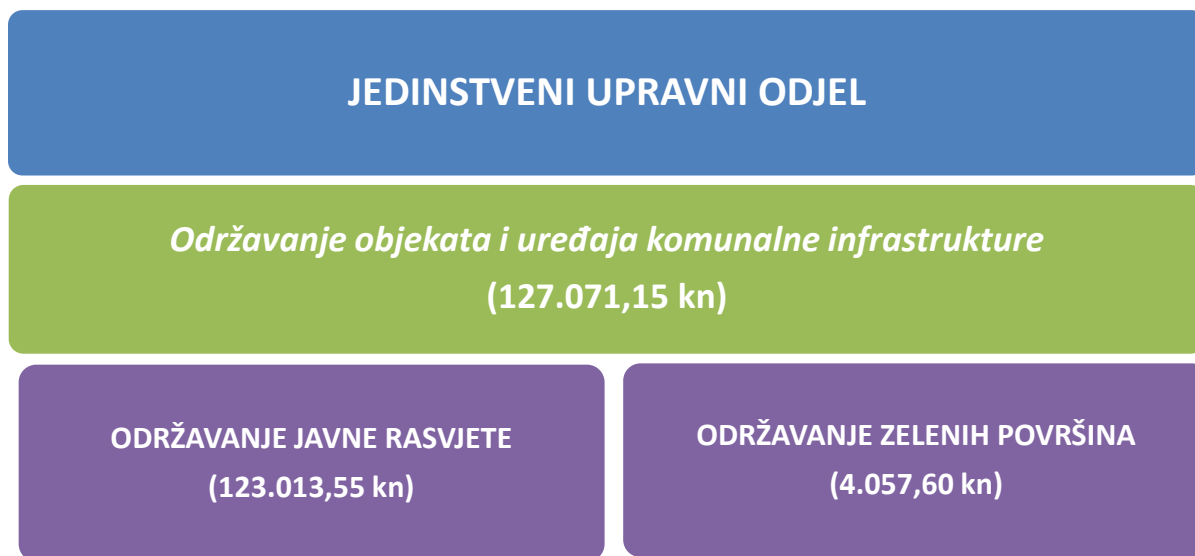 JEDINSTVENI UPRAVNI ODJEL
Održavanje objekata i uređaja komunalne infrastrukture
(127.071,15 kn)
ODRŽAVANJE JAVNE RASVJETE
(123.013,55 kn)
ODRŽAVANJE ZELENIH POVRŠINA
(4.057,60 kn)